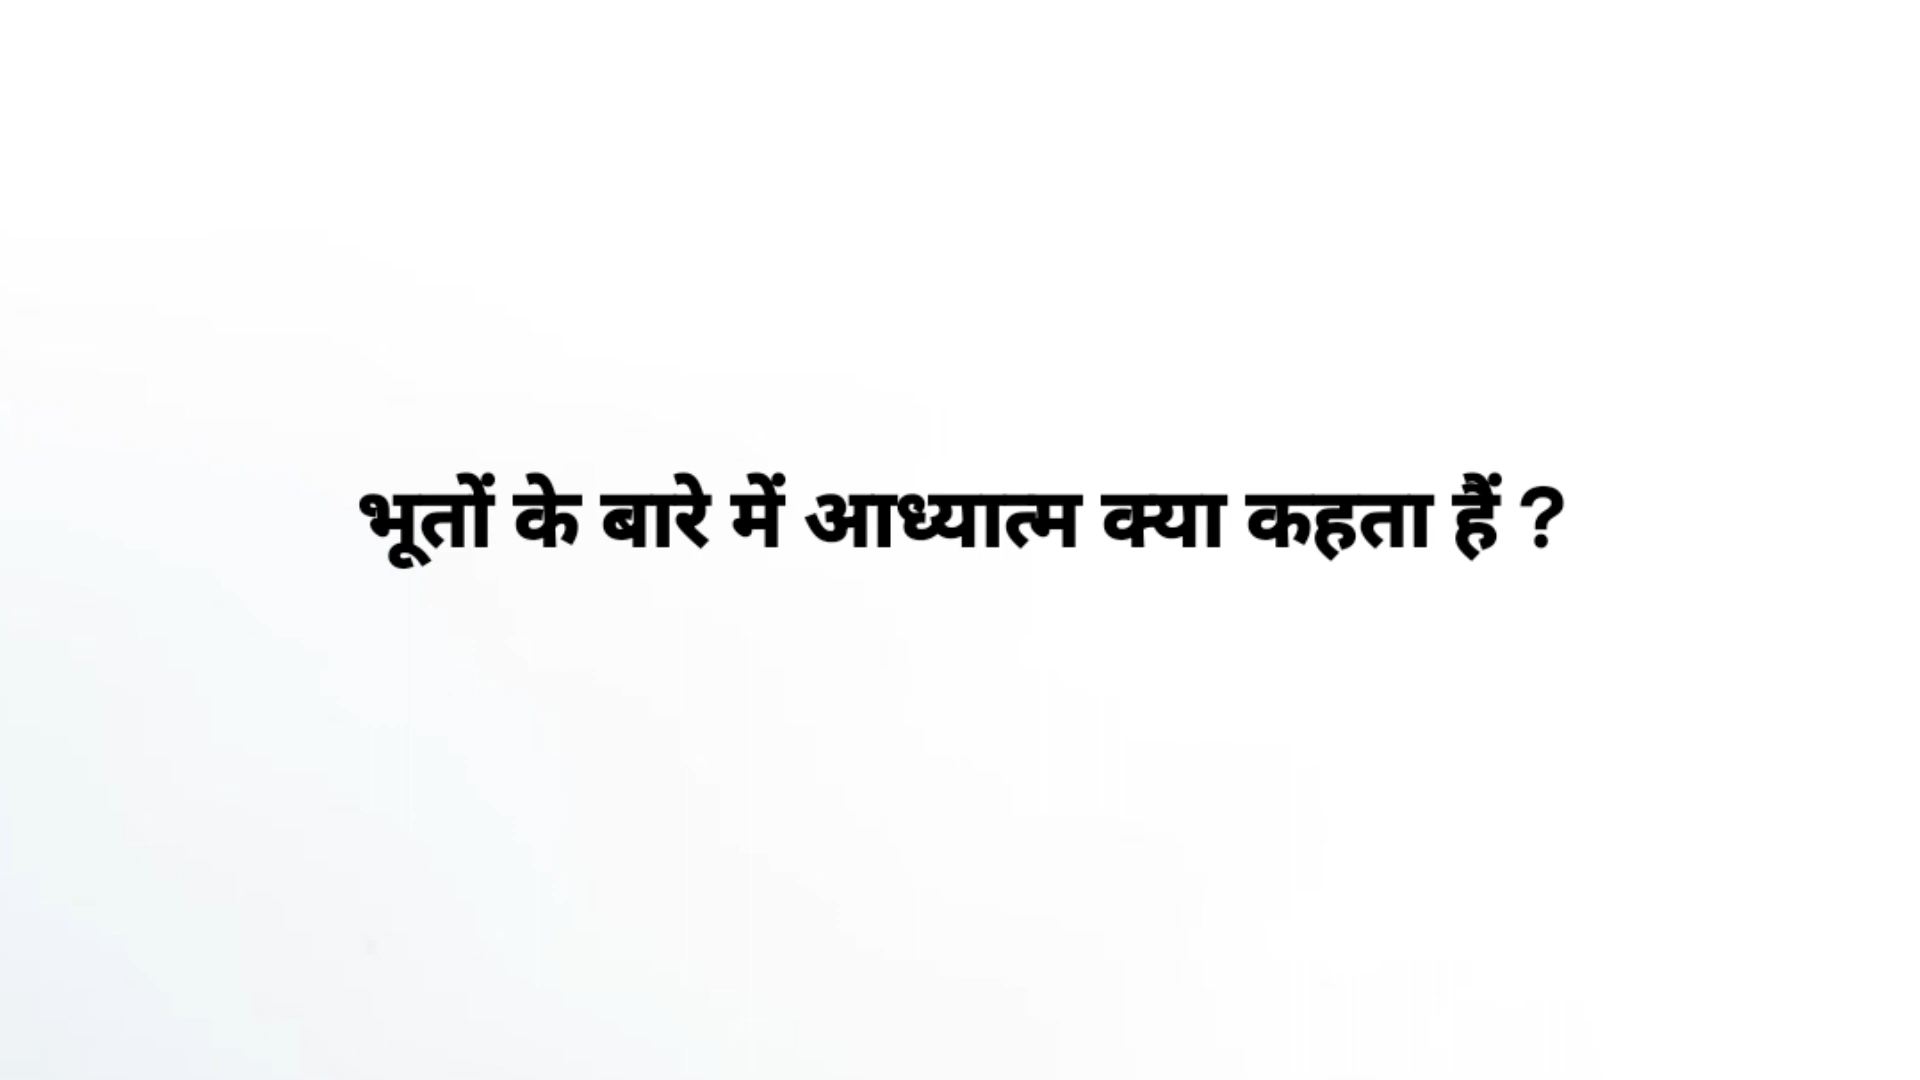 भूतों के बारे में आध्यात्म क्या कहता हैं ?